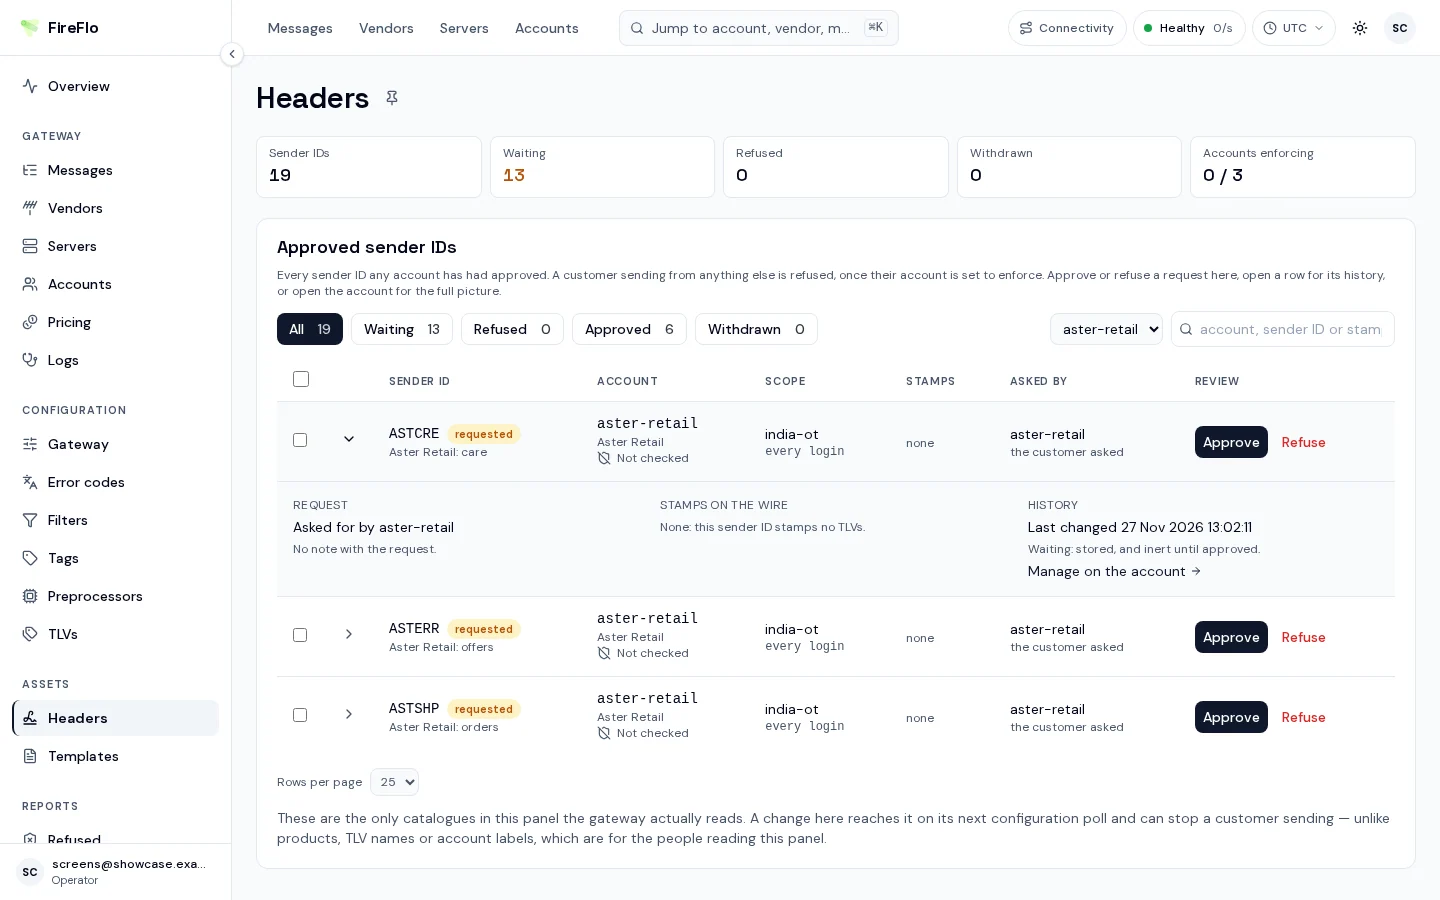 FireFlo
Messages
Vendors
Servers
Accounts
Jump to account, vendor, m...
⌘K
Connectivity
Healthy 0/s
UTC
SC
Overview
GATEWAY
Messages
Vendors
Servers
Accounts
Pricing
Logs
CONFIGURATION
Gateway
Error codes
Filters
Tags
Preprocessors
TLVs
ASSETS
Headers
Templates
REPORTS
Refused
SC
screens@showcase.exa...
Operator
Headers
Sender IDs
19
Waiting
13
Refused
0
Withdrawn
0
Accounts enforcing
0 / 3
Approved sender IDs
Every sender ID any account has had approved. A customer sending from anything else is refused, once their account is set to enforce. Approve or refuse a request here, open a row for its history,
or open the account for the full picture.
All 19
Waiting 13
Refused 0
Approved 6
Withdrawn 0
aster-retail
account, sender ID or stamp
SENDER ID
ACCOUNT
SCOPE
STAMPS
ASKED BY
REVIEW
ASTCRE requested
Aster Retail: care
aster-retail
Aster Retail
Not checked
india-ot
every login
none
aster-retail
the customer asked
Approve
Refuse
REQUEST
Asked for by aster-retail
No note with the request.
STAMPS ON THE WIRE
None: this sender ID stamps no TLVs.
HISTORY
Last changed 27 Nov 2026 13:02:11
Waiting: stored, and inert until approved.
Manage on the account →
ASTERR requested
Aster Retail: offers
aster-retail
Aster Retail
Not checked
india-ot
every login
none
aster-retail
the customer asked
Approve
Refuse
ASTSHP requested
Aster Retail: orders
aster-retail
Aster Retail
Not checked
india-ot
every login
none
aster-retail
the customer asked
Approve
Refuse
Rows per page 25
These are the only catalogues in this panel the gateway actually reads. A change here reaches it on its next configuration poll and can stop a customer sending — unlike
products, TLV names or account labels, which are for the people reading this panel.